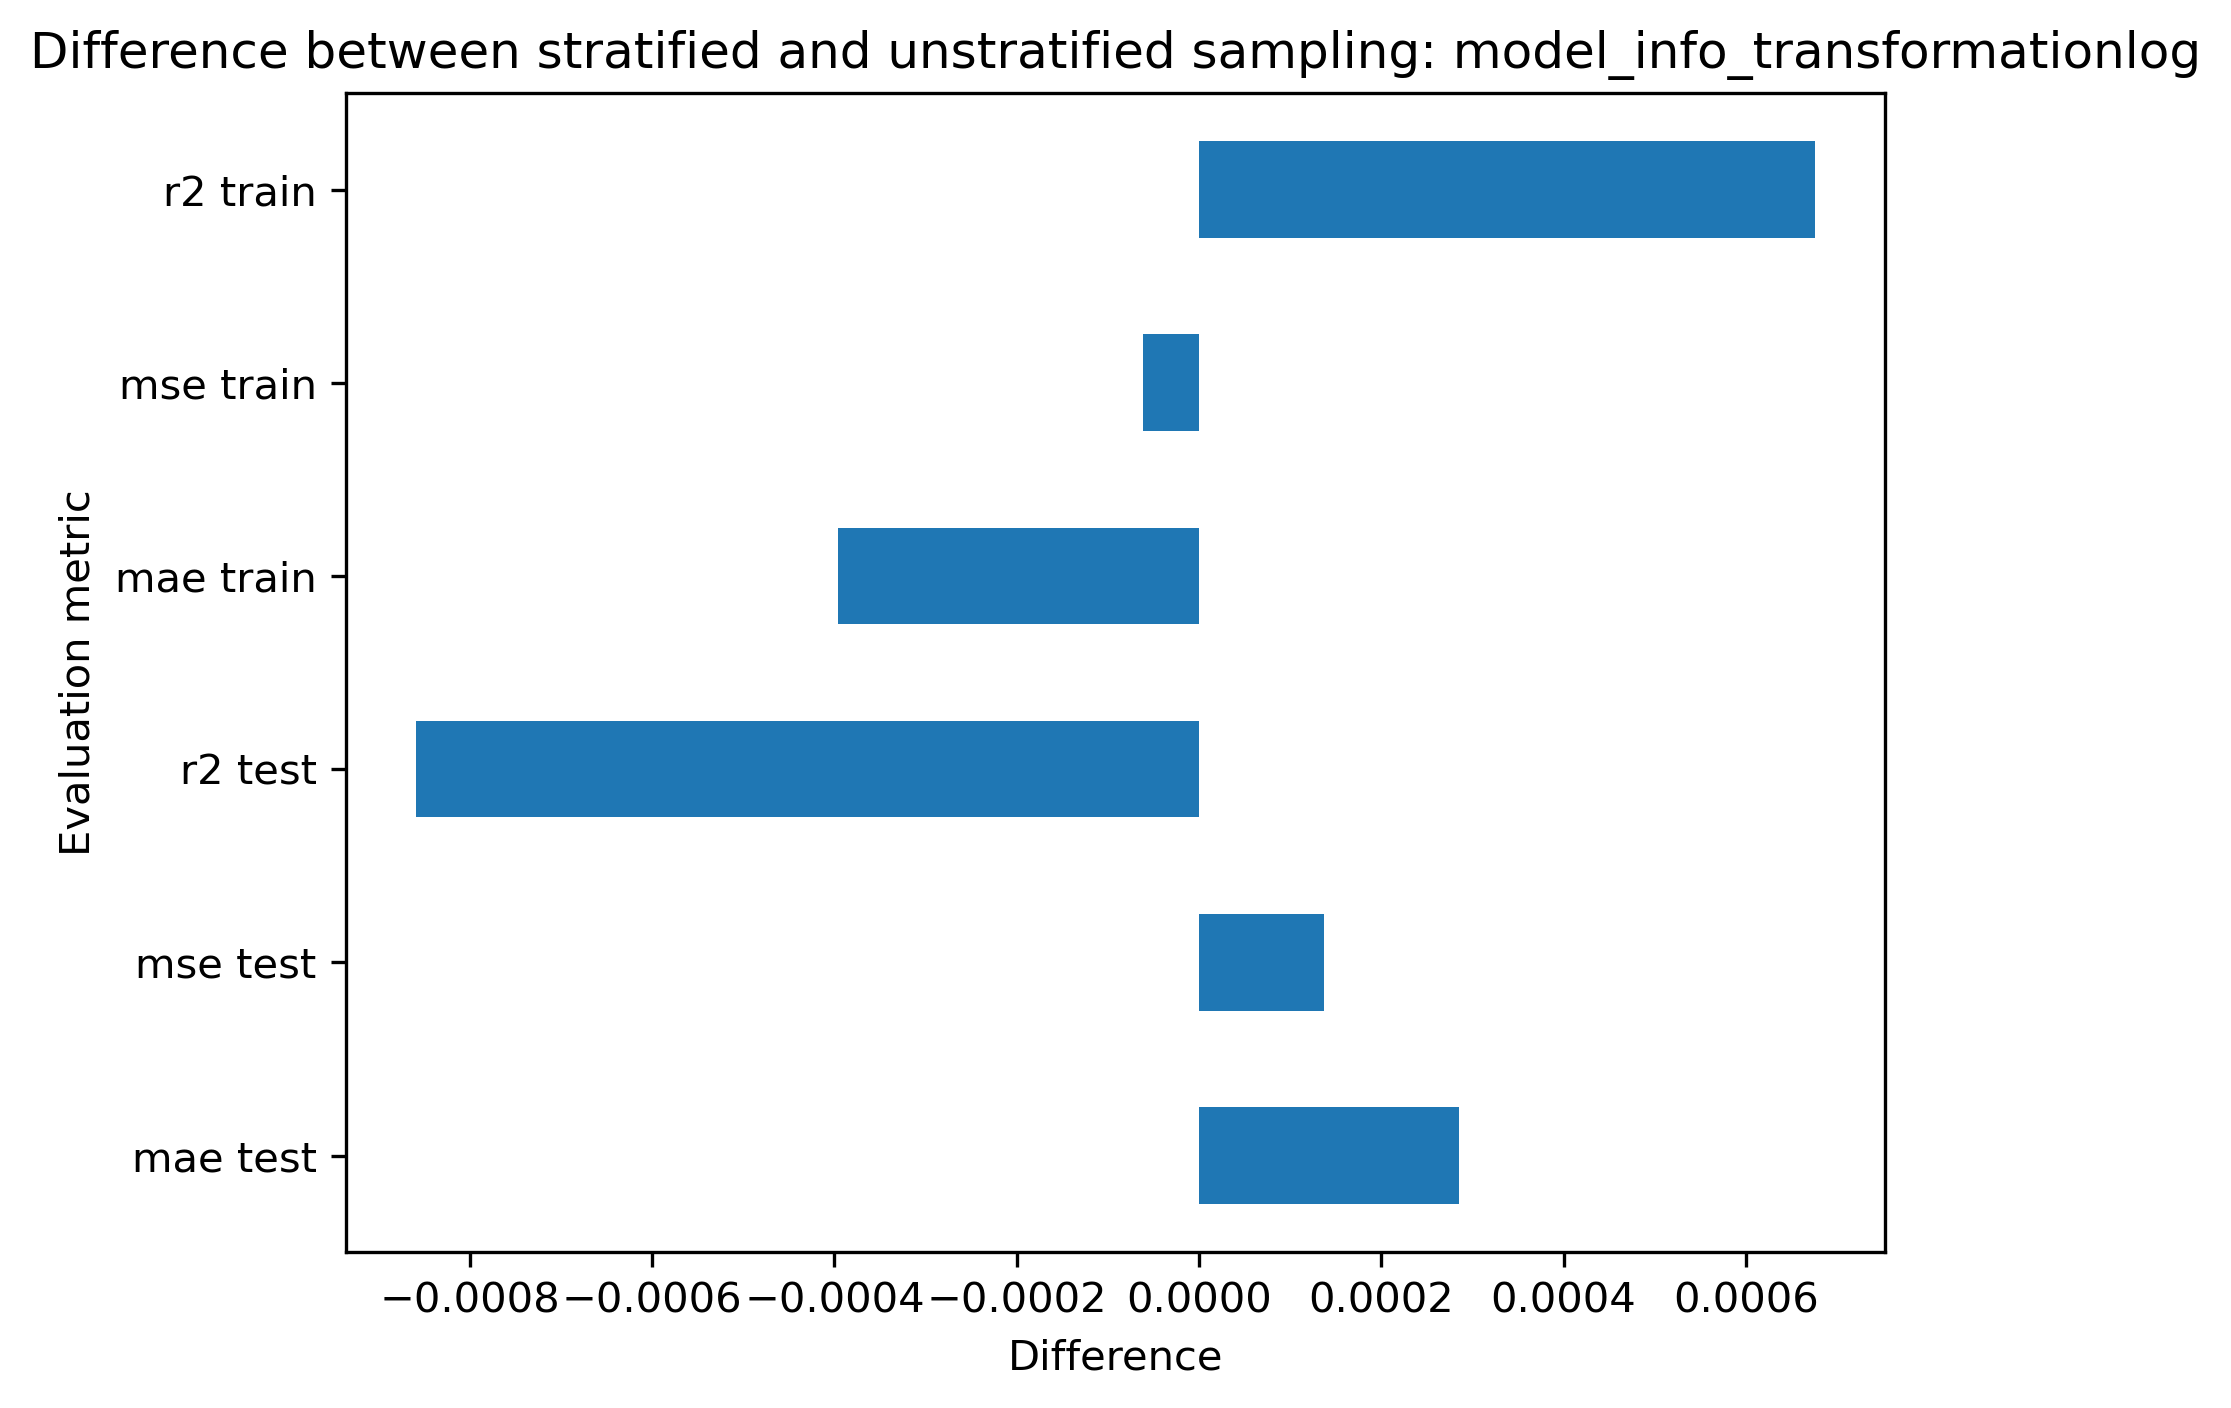 Difference between stratified and unstratified sampling: model_info_transformationlog
Evaluation metric
r2 train
mse train
mae train
r2 test
mse test
mae test
−0.0008 −0.0006 −0.0004 −0.0002 0.0000 0.0002 0.0004 0.0006
Difference